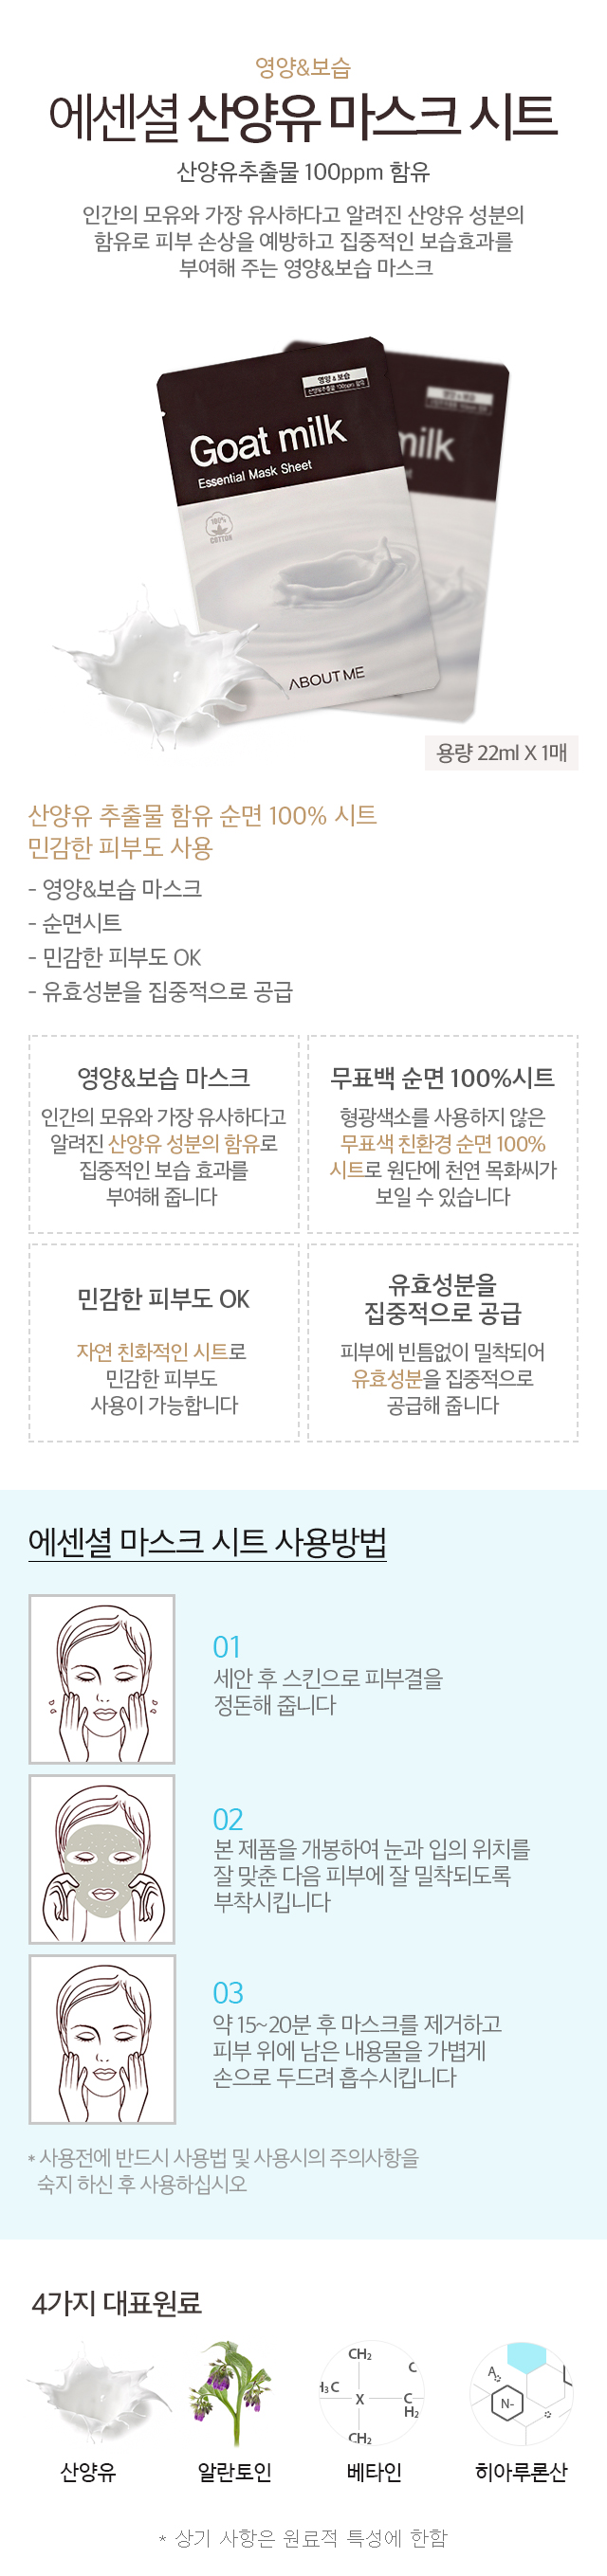 영양&보습
에센셜 산양유 마스크 시트
산양유추출물 100ppm 함유
인간의 모유와 가장 유사하다고 알려진 산양유 성분의
함유로 피부 손상을 예방하고 집중적인 보습효과를
부여해 주는 영양&보습 마스크
영양 & 보습
산양유추출물 100ppm 함유
Goat milk
Essential Mask Sheet
milk
100%
COTTON
ABOUT ME
용량 22ml X 1매
산양유 추출물 함유 순면 100% 시트
민감한 피부도 사용
- 영양&보습 마스크
- 순면시트
- 민감한 피부도 OK
- 유효성분을 집중적으로 공급
영양&보습 마스크
인간의 모유와 가장 유사하다고
알려진 산양유 성분의 함유로
집중적인 보습 효과를
부여해 줍니다
무표백 순면 100%시트
형광색소를 사용하지 않은
무표색 친환경 순면 100%
시트로 원단에 천연 목화씨가
보일 수 있습니다
민감한 피부도 OK
자연 친화적인 시트로
민감한 피부도
사용이 가능합니다
유효성분을
집중적으로 공급
피부에 빈틈없이 밀착되어
유효성분을 집중적으로
공급해 줍니다
에센셜 마스크 시트 사용방법
01
세안 후 스킨으로 피부결을
정돈해 줍니다
02
본 제품을 개봉하여 눈과 입의 위치를
잘 맞춘 다음 피부에 잘 밀착되도록
부착시킵니다
03
약 15~20분 후 마스크를 제거하고
피부 위에 남은 내용물을 가볍게
손으로 두드려 흡수시킵니다
* 사용전에 반드시 사용법 및 사용시의 주의사항을
숙지 하신 후 사용하십시오
4가지 대표원료
CH₂
C
H₃C
X
C
H₂
CH₂
A
N-
산양유
알란토인
베타인
히아루론산
* 상기 사항은 원료적 특성에 한함